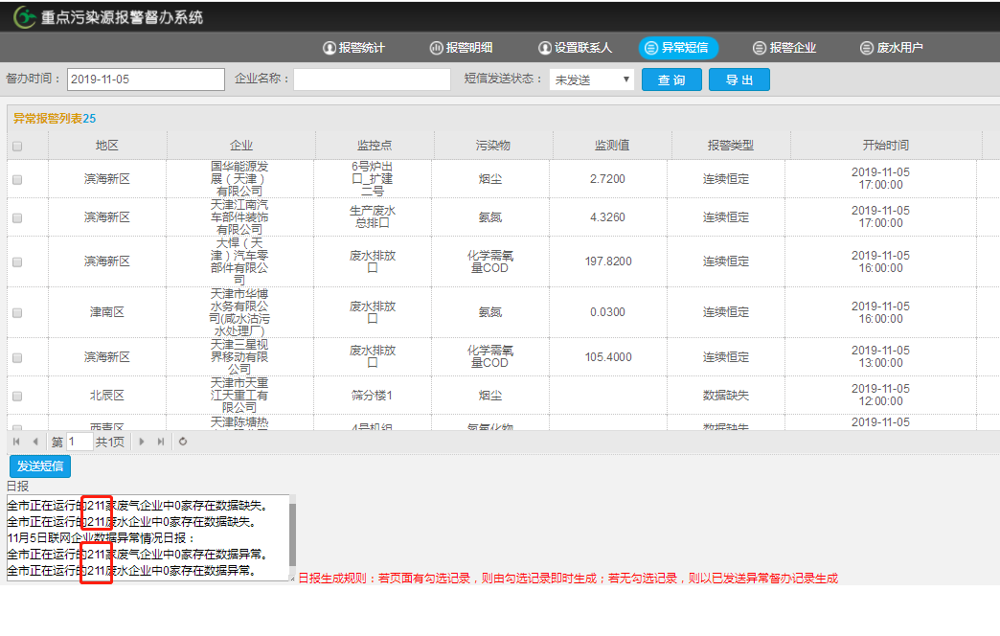 重点污染源报警督办系统
报警统计 报警明细 设置联系人 异常短信 报警企业 废水用户
督办时间： 2019-11-05 企业名称： 短信发送状态： 未发送 查 询 导 出
异常报警列表25
地区 企业 监控点 污染物 监测值 报警类型 开始时间
滨海新区 国华能源发展（天津）有限公司 6号炉出口_扩建二号 烟尘 2.7200 连续恒定 2019-11-05 17:00:00
滨海新区 天津江南汽车部件装饰有限公司 生产废水总排口 氨氮 4.3260 连续恒定 2019-11-05 17:00:00
滨海新区 大悍（天津）汽车零部件有限公司 废水排放口 化学需氧量COD 197.8200 连续恒定 2019-11-05 16:00:00
津南区 天津市华博水务有限公司(咸水沽污水处理厂) 废水排放口 氨氮 0.0300 连续恒定 2019-11-05 16:00:00
滨海新区 天津三星视界移动有限公司 废水排放口 化学需氧量COD 105.4000 连续恒定 2019-11-05 13:00:00
北辰区 天津市天重江天重工有限公司 筛分楼1 烟尘 数据缺失 2019-11-05 12:00:00
西青区 天津陈塘热 4号机组 氮氧化物 数据缺失 2019-11-05
第 1 共1页
发送短信
日报
全市正在运行的211家废气企业中0家存在数据缺失。
全市正在运行的211废水企业中0家存在数据缺失。
11月5日联网企业数据异常情况日报：
全市正在运行的211家废气企业中0家存在数据异常。
全市正在运行的211废水企业中0家存在数据异常。
日报生成规则：若页面有勾选记录，则由勾选记录即时生成；若无勾选记录，则以已发送异常督办记录生成